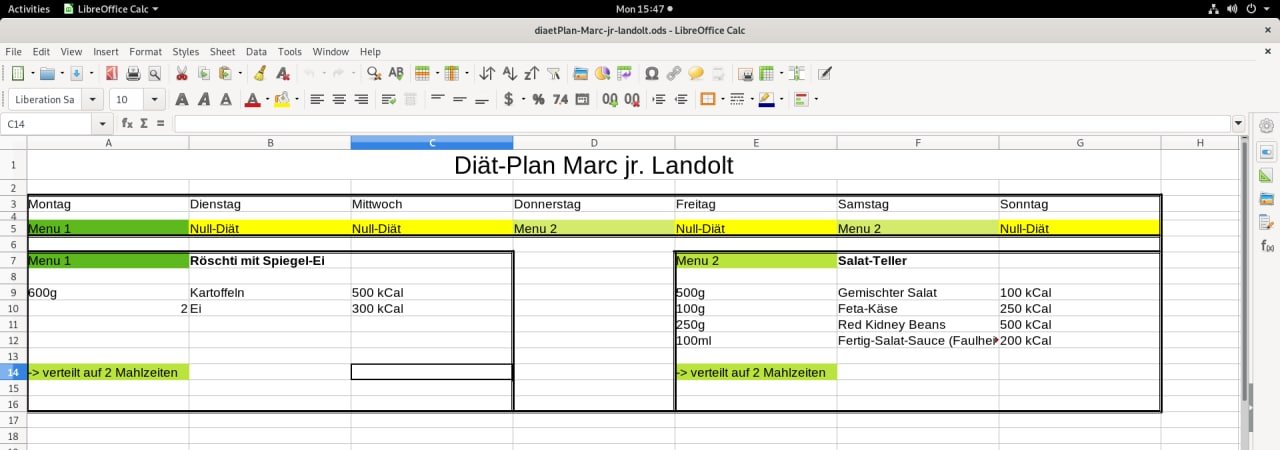 Activities LibreOffice Calc Mon 15:47
diaetPlan-Marc-jr-landolt.ods - LibreOffice Calc
File Edit View Insert Format Styles Sheet Data Tools Window Help
Liberation Sa 10
C14
A B C D E F G H
1 Diät-Plan Marc jr. Landolt
2
3 Montag Dienstag Mittwoch Donnerstag Freitag Samstag Sonntag
4
5 Menu 1 Null-Diät Null-Diät Menu 2 Null-Diät Menu 2 Null-Diät
6
7 Menu 1 Röschti mit Spiegel-Ei Menu 2 Salat-Teller
8
9 600g Kartoffeln 500 kCal 500g Gemischter Salat 100 kCal
10 2 Ei 300 kCal 100g Feta-Käse 250 kCal
11 250g Red Kidney Beans 500 kCal
12 100ml Fertig-Salat-Sauce (Faulhei 200 kCal
13
14 -> verteilt auf 2 Mahlzeiten -> verteilt auf 2 Mahlzeiten
15
16
17
18